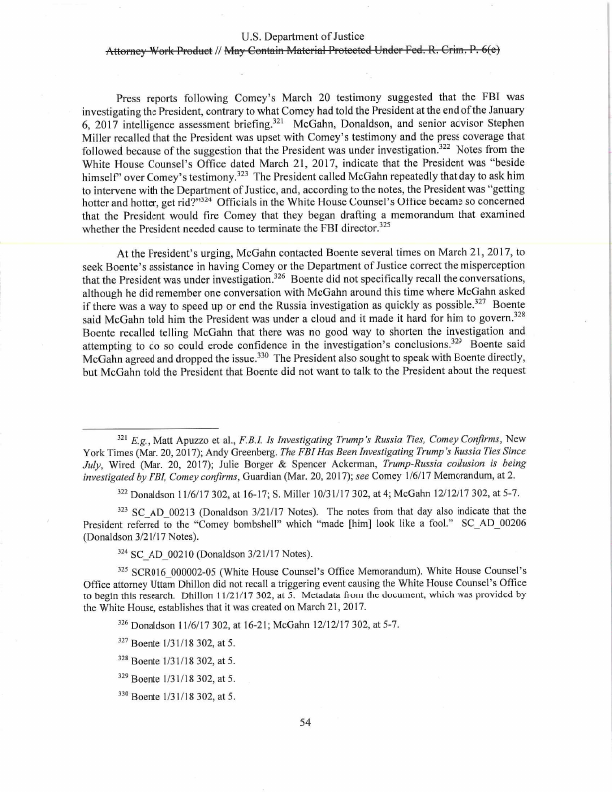 U.S. Department of Justice
Attorney Work Product // May Contain Material Protected Under Fed. R. Crim. P. 6(e)
Press reports following Comey's March 20 testimony suggested that the FBI was
investigating the President, contrary to what Comey had told the President at the end of the January
6, 2017 intelligence assessment briefing.321 McGahn, Donaldson, and senior advisor Stephen
Miller recalled that the President was upset with Comey's testimony and the press coverage that
followed because of the suggestion that the President was under investigation.322 Notes from the
White House Counsel's Office dated March 21, 2017, indicate that the President was "beside
himself" over Comey's testimony.323 The President called McGahn repeatedly that day to ask him
to intervene with the Department of Justice, and, according to the notes, the President was "getting
hotter and hotter, get rid?"324 Officials in the White House Counsel's Office became so concerned
that the President would fire Comey that they began drafting a memorandum that examined
whether the President needed cause to terminate the FBI director.325
At the President's urging, McGahn contacted Boente several times on March 21, 2017, to
seek Boente's assistance in having Comey or the Department of Justice correct the misperception
that the President was under investigation.326 Boente did not specifically recall the conversations,
although he did remember one conversation with McGahn around this time where McGahn asked
if there was a way to speed up or end the Russia investigation as quickly as possible.327 Boente
said McGahn told him the President was under a cloud and it made it hard for him to govern.328
Boente recalled telling McGahn that there was no good way to shorten the investigation and
attempting to do so could erode confidence in the investigation's conclusions.329 Boente said
McGahn agreed and dropped the issue.330 The President also sought to speak with Boente directly,
but McGahn told the President that Boente did not want to talk to the President about the request
321 E.g., Matt Apuzzo et al., F.B.I. Is Investigating Trump's Russia Ties, Comey Confirms, New
York Times (Mar. 20, 2017); Andy Greenberg. The FBI Has Been Investigating Trump's Russia Ties Since
July, Wired (Mar. 20, 2017); Julie Borger & Spencer Ackerman, Trump-Russia collusion is being
investigated by FBI, Comey confirms, Guardian (Mar. 20, 2017); see Comey 1/6/17 Memorandum, at 2.
322 Donaldson 11/6/17 302, at 16-17; S. Miller 10/31/17 302, at 4; McGahn 12/12/17 302, at 5-7.
323 SC_AD_00213 (Donaldson 3/21/17 Notes). The notes from that day also indicate that the
President referred to the "Comey bombshell" which "made [him] look like a fool." SC_AD_00206
(Donaldson 3/21/17 Notes).
324 SC_AD_00210 (Donaldson 3/21/17 Notes).
325 SCR016_000002-05 (White House Counsel's Office Memorandum). White House Counsel's
Office attorney Uttam Dhillon did not recall a triggering event causing the White House Counsel's Office
to begin this research. Dhillon 11/21/17 302, at 5. Metadata from the document, which was provided by
the White House, establishes that it was created on March 21, 2017.
326 Donaldson 11/6/17 302, at 16-21; McGahn 12/12/17 302, at 5-7.
327 Boente 1/31/18 302, at 5.
328 Boente 1/31/18 302, at 5.
329 Boente 1/31/18 302, at 5.
330 Boente 1/31/18 302, at 5.
54